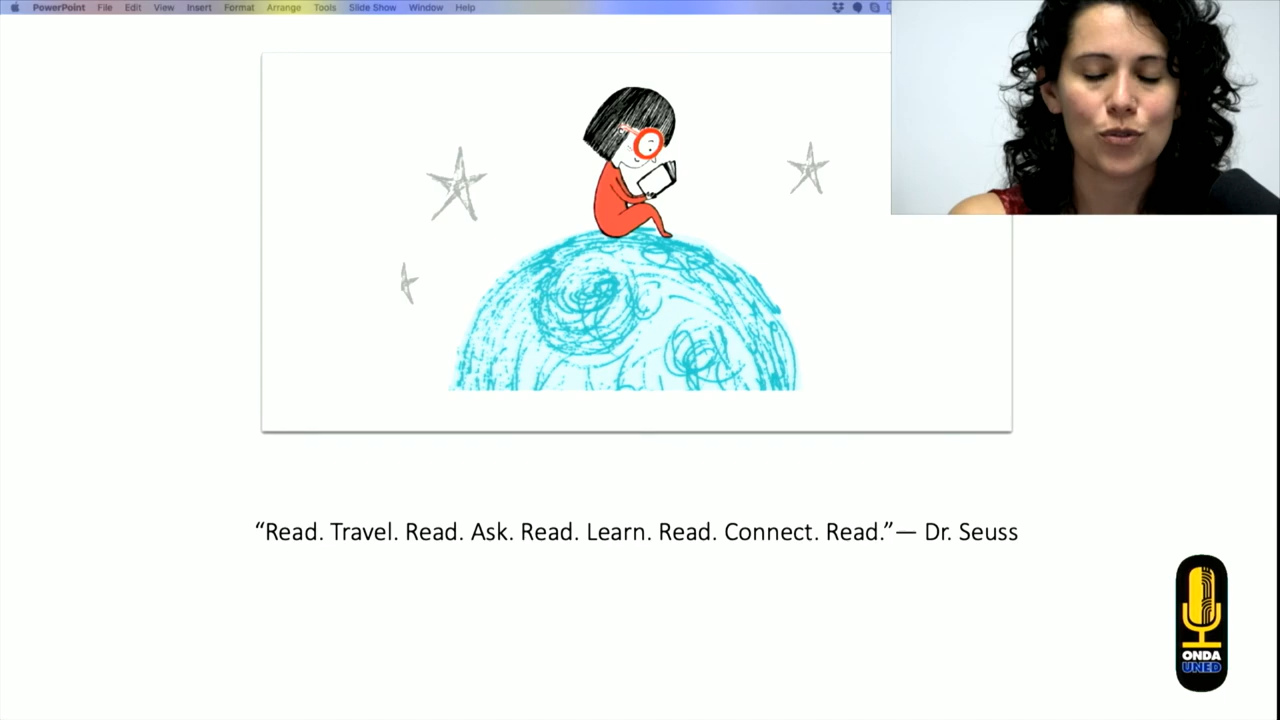 PowerPoint File Edit View Insert Format Arrange Tools Slide Show Window Help
“Read. Travel. Read. Ask. Read. Learn. Read. Connect. Read.”— Dr. Seuss
ONDA
UNED